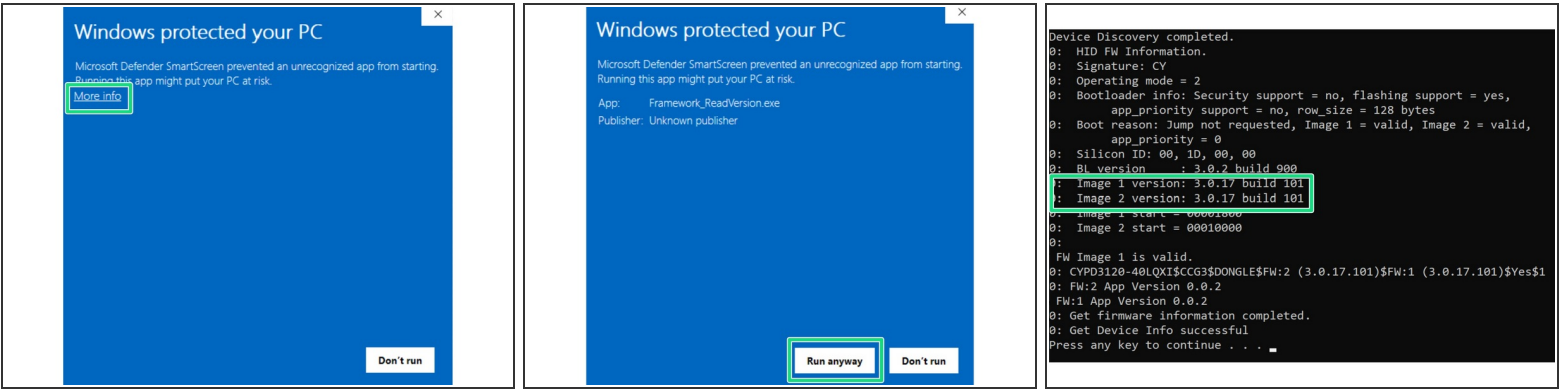 Windows protected your PC
Microsoft Defender SmartScreen prevented an unrecognized app from starting.
Running this app might put your PC at risk.
More info
Don't run
Windows protected your PC
Microsoft Defender SmartScreen prevented an unrecognized app from starting.
Running this app might put your PC at risk.
App: Framework_ReadVersion.exe
Publisher: Unknown publisher
Run anyway
Don't run
Device Discovery completed.
0: HID FW Information.
0: Signature: CY
0: Operating mode = 2
0: Bootloader info: Security support = no, flashing support = yes,
app_priority support = no, row_size = 128 bytes
0: Boot reason: Jump not requested, Image 1 = valid, Image 2 = valid,
app_priority = 0
0: Silicon ID: 00, 1D, 00, 00
0: BL version : 3.0.2 build 900
0: Image 1 version: 3.0.17 build 101
0: Image 2 version: 3.0.17 build 101
0: Image 1 start = 00001800
0: Image 2 start = 00010000
0:
FW Image 1 is valid.
0: CYPD3120-40LQXI$CCG3$DONGLE$FW:2 (3.0.17.101)$FW:1 (3.0.17.101)$Yes$1
0: FW:2 App Version 0.0.2
FW:1 App Version 0.0.2
0: Get firmware information completed.
0: Get Device Info successful
Press any key to continue . . .